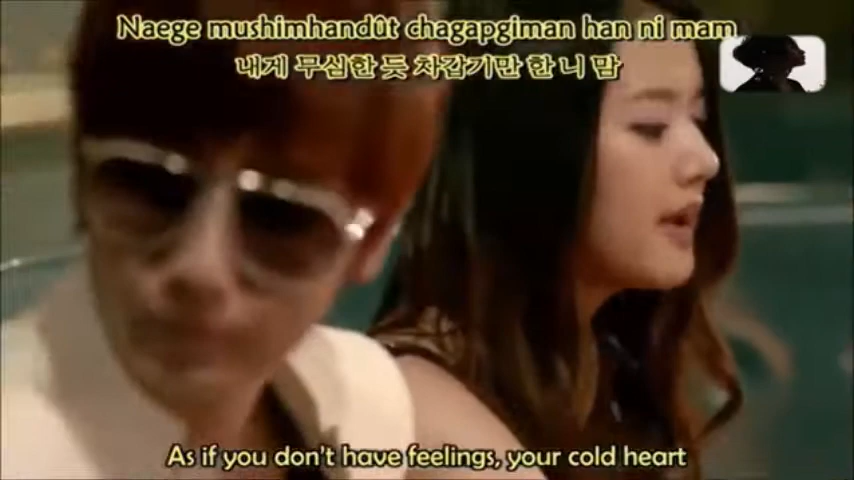 Naege mushimhandût chagapgiman han ni mam
내게 무심한 듯 차갑기만 한 니 맘
As if you don't have feelings, your cold heart